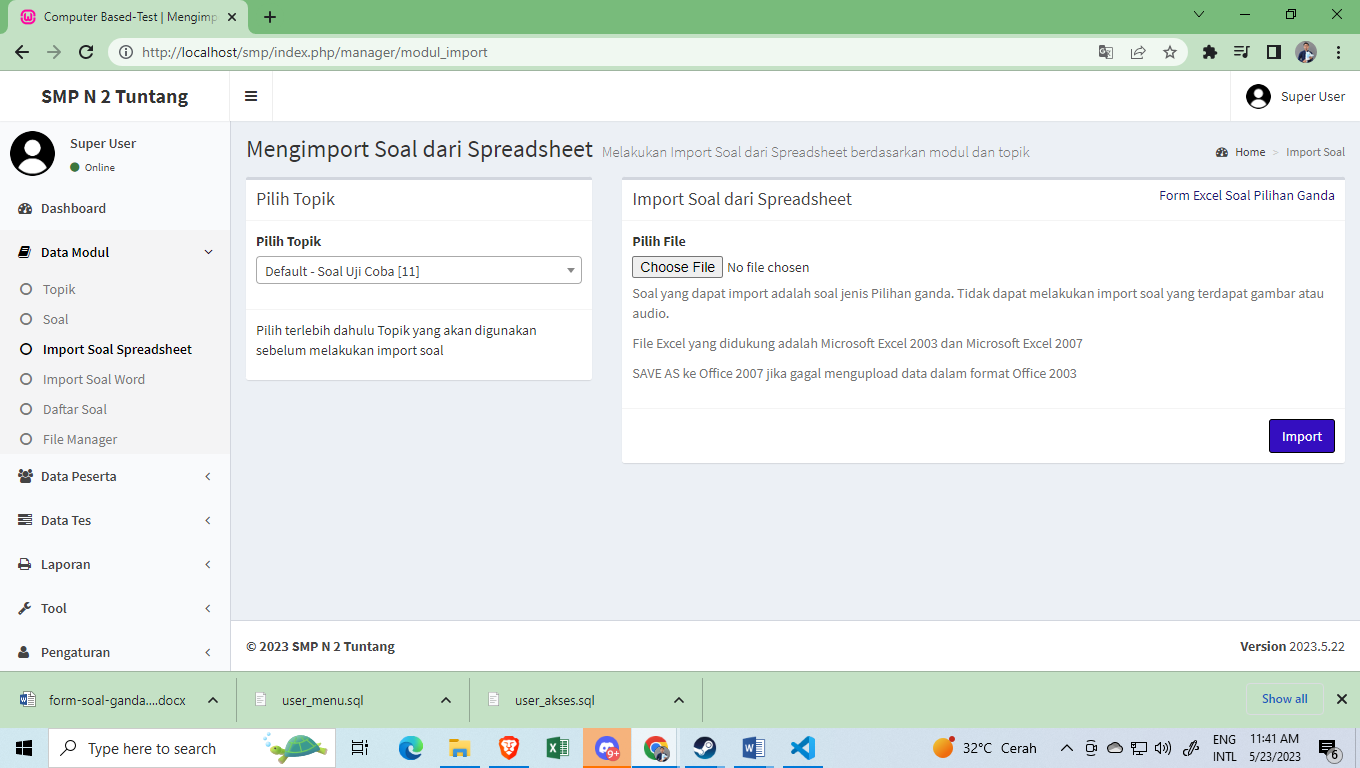 Computer Based-Test | Mengimp
http://localhost/smp/index.php/manager/modul_import
SMP N 2 Tuntang
Super User
Super User
Online
Mengimport Soal dari Spreadsheet Melakukan Import Soal dari Spreadsheet berdasarkan modul dan topik
Home > Import Soal
Dashboard
Data Modul
Topik
Soal
Import Soal Spreadsheet
Import Soal Word
Daftar Soal
File Manager
Data Peserta
Data Tes
Laporan
Tool
Pengaturan
Pilih Topik
Pilih Topik
Default - Soal Uji Coba [11]
Pilih terlebih dahulu Topik yang akan digunakan
sebelum melakukan import soal
Import Soal dari Spreadsheet
Form Excel Soal Pilihan Ganda
Pilih File
Choose File No file chosen
Soal yang dapat import adalah soal jenis Pilihan ganda. Tidak dapat melakukan import soal yang terdapat gambar atau
audio.
File Excel yang didukung adalah Microsoft Excel 2003 dan Microsoft Excel 2007
SAVE AS ke Office 2007 jika gagal mengupload data dalam format Office 2003
Import
© 2023 SMP N 2 Tuntang
Version 2023.5.22
form-soal-ganda....docx
user_menu.sql
user_akses.sql
Show all
Type here to search
9+
32°C Cerah
ENG
INTL
11:41 AM
5/23/2023
6